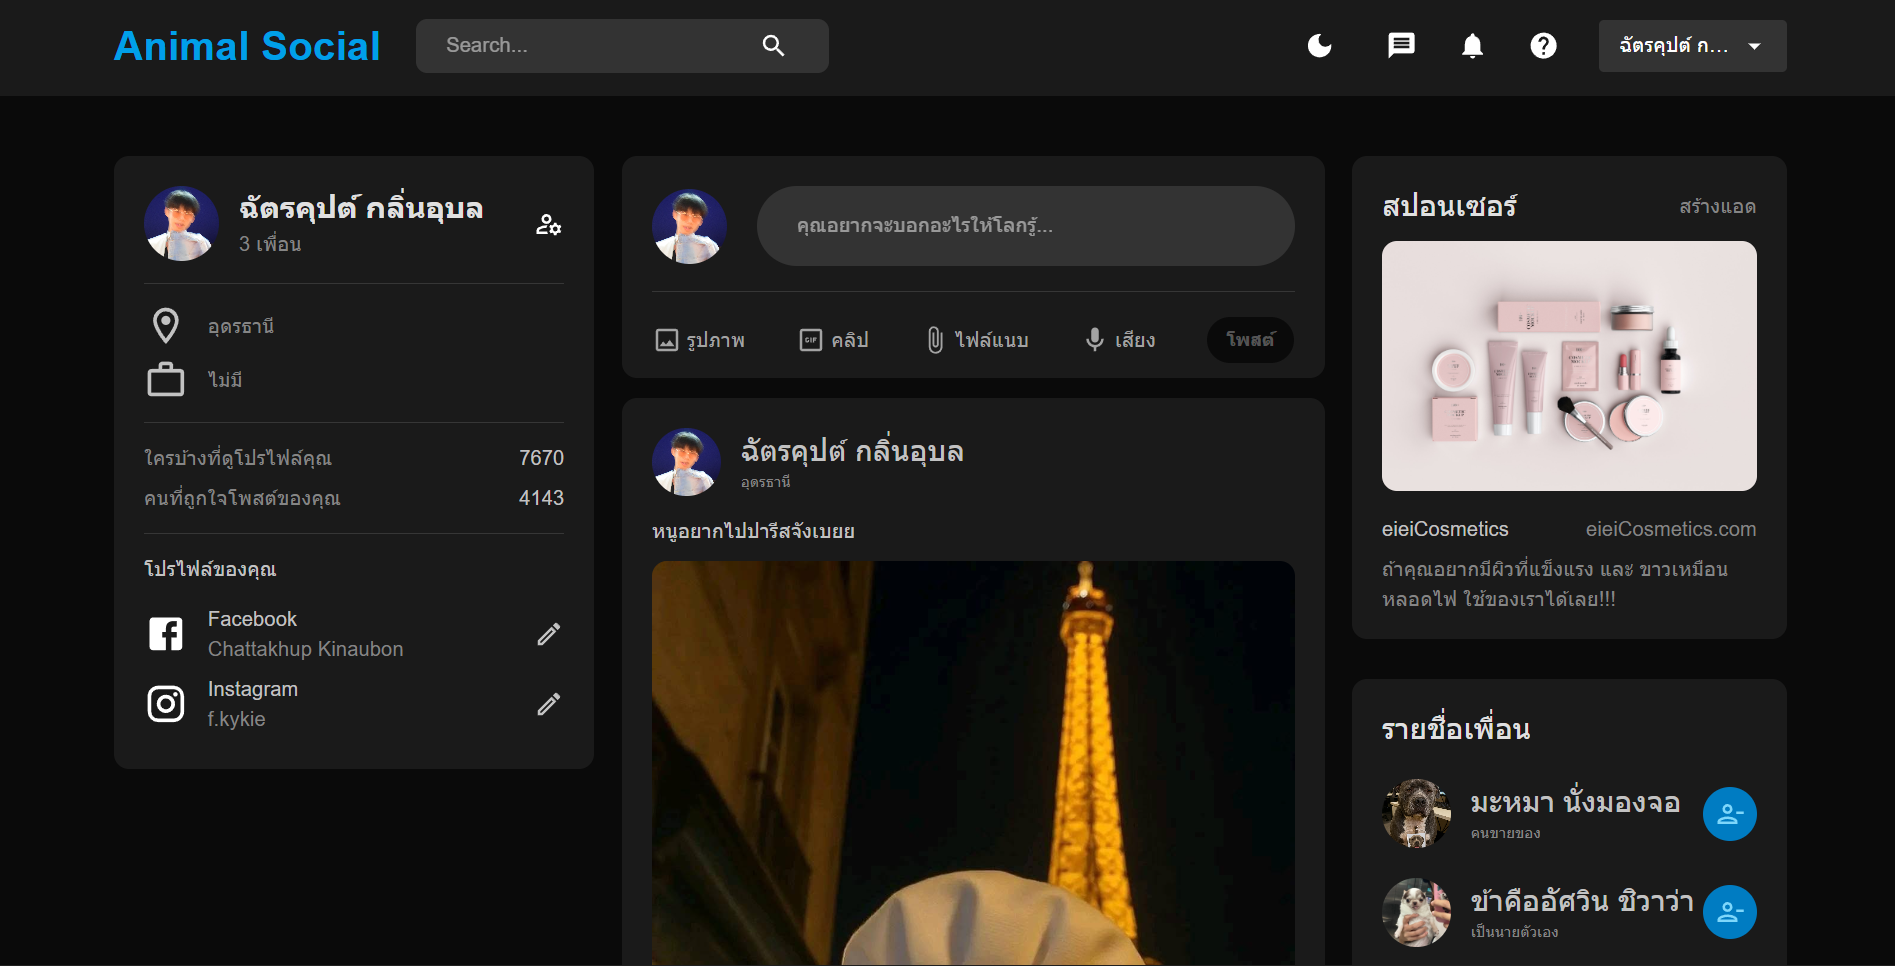 Animal Social
Search...
ฉัตรคุปต์ ก...
ฉัตรคุปต์ กลิ่นอุบล
3 เพื่อน
อุดรธานี
ไม่มี
ใครบ้างที่ดูโปรไฟล์คุณ 7670
คนที่ถูกใจโพสต์ของคุณ 4143
โปรไฟล์ของคุณ
Facebook
Chattakhup Kinaubon
Instagram
f.kykie
คุณอยากจะบอกอะไรให้โลกรู้...
รูปภาพ
GIF คลิป
ไฟล์แนบ
เสียง
โพสต์
ฉัตรคุปต์ กลิ่นอุบล
อุดรธานี
หนูอยากไปปารีสจังเบยย
สปอนเซอร์ สร้างแอด
eieiCosmetics eieiCosmetics.com
ถ้าคุณอยากมีผิวที่แข็งแรง และ ขาวเหมือน
หลอดไฟ ใช้ของเราได้เลย!!!
รายชื่อเพื่อน
มะหมา นั่งมองจอ
คนขายของ
ข้าคืออัศวิน ชิวาว่า
เป็นนายตัวเอง